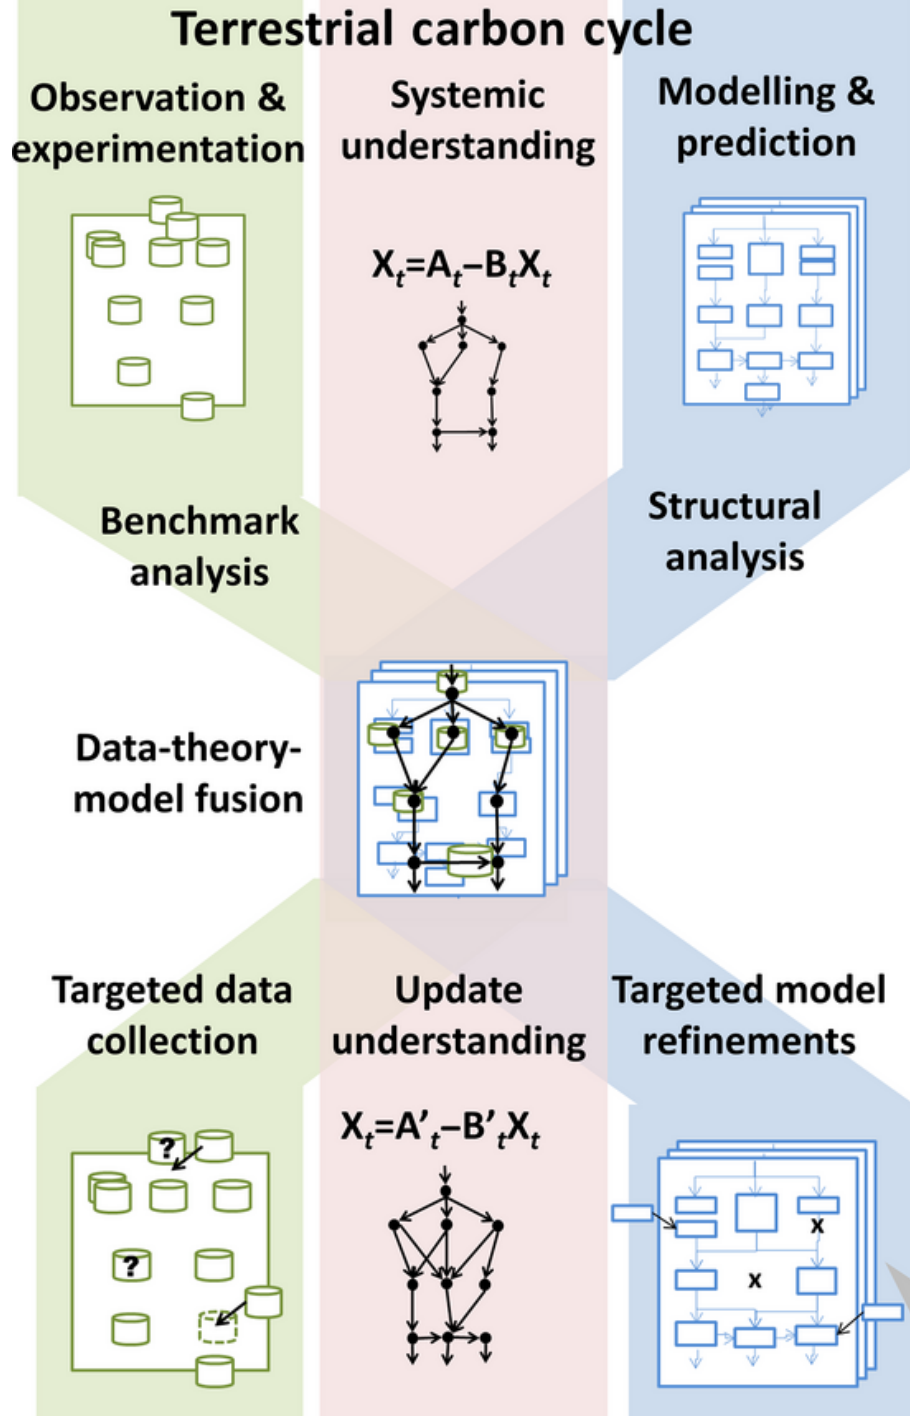 Terrestrial carbon cycle
Observation &
experimentation
Systemic
understanding
Modelling &
prediction
Xt=At–BtXt
Benchmark
analysis
Structural
analysis
Data-theory-
model fusion
Targeted data
collection
Update
understanding
Targeted model
refinements
Xt=A’t–B’tXt
?
?
x
x